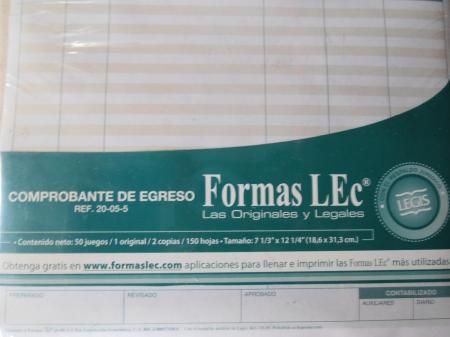 COMPROBANTE DE EGRESO
REF. 20-05-5
Formas LEc®
Las Originales y Legales
RESPALDO
LEGIS
• Contenido neto: 50 juegos / 1 original / 2 copias / 150 hojas • Tamaño: 7 1/3" x 12 1/4" (18,6 x 31,3 cm.)
Obtenga gratis en www.formaslec.com aplicaciones para llenar e imprimir las Formas LEc® más utilizadas
PREPARADO
REVISADO
APROBADO
CONTABILIZADO
AUXILIARES
DIARIO